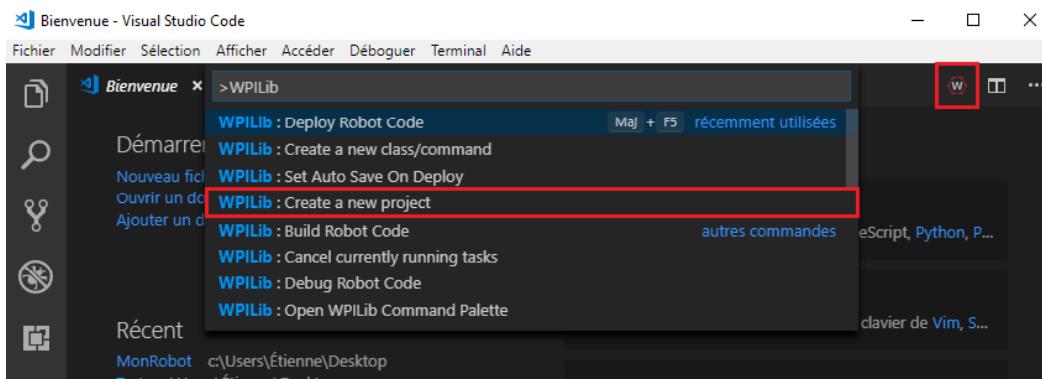 Bienvenue - Visual Studio Code
Fichier Modifier Sélection Afficher Accéder Déboguer Terminal Aide
Bienvenue
>WPILib
W
WPILib : Deploy Robot Code Maj + F5 récemment utilisées
WPILib : Create a new class/command
WPILib : Set Auto Save On Deploy
WPILib : Create a new project
WPILib : Build Robot Code autres commandes
WPILib : Cancel currently running tasks
WPILib : Debug Robot Code
WPILib : Open WPILib Command Palette
Démarrer
Nouveau fich
Ouvrir un do
Ajouter un d
eScript, Python, P...
clavier de Vim, S...
Récent
MonRobot c:\Users\Étienne\Desktop